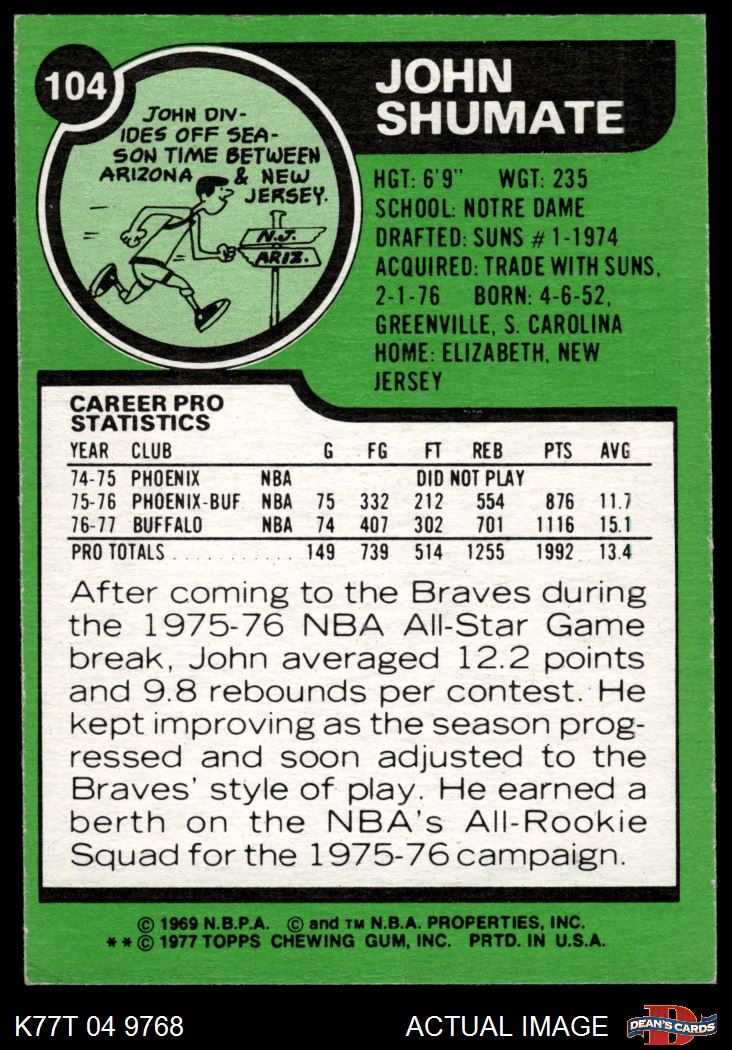 104
JOHN DIV-
IDES OFF SEA-
SON TIME BETWEEN
ARIZONA & NEW
JERSEY.
N.J.
ARIZ.
JOHN
SHUMATE
HGT: 6'9" WGT: 235
SCHOOL: NOTRE DAME
DRAFTED: SUNS #1-1974
ACQUIRED: TRADE WITH SUNS,
2-1-76 BORN: 4-6-52,
GREENVILLE, S. CAROLINA
HOME: ELIZABETH, NEW
JERSEY
CAREER PRO
STATISTICS
YEAR CLUB G FG FT REB PTS AVG
74-75 PHOENIX NBA DID NOT PLAY
75-76 PHOENIX-BUF. NBA 75 332 212 554 876 11.7
76-77 BUFFALO NBA 74 407 302 701 1116 15.1
PRO TOTALS . . . . . . . . . . . . 149 739 514 1255 1992 13.4
After coming to the Braves during
the 1975-76 NBA All-Star Game
break, John averaged 12.2 points
and 9.8 rebounds per contest. He
kept improving as the season prog-
ressed and soon adjusted to the
Braves' style of play. He earned a
berth on the NBA's All-Rookie
Squad for the 1975-76 campaign.
© 1969 N.B.P.A. © and TM N.B.A. PROPERTIES, INC.
**© 1977 TOPPS CHEWING GUM, INC. PRTD. IN U.S.A.
K77T 04 9768 ACTUAL IMAGE D DEAN'S CARDS